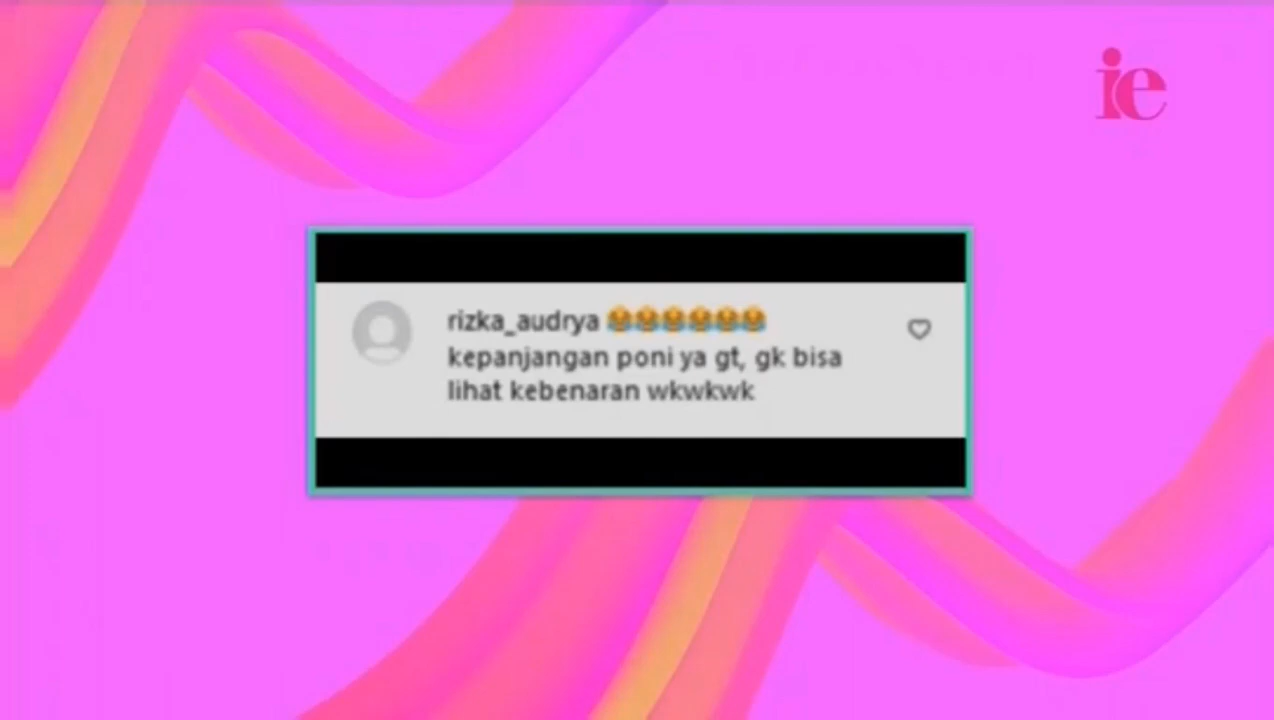 ie
rizka_audrya 😂😂😂😂😂😂
kepanjangan poni ya gt, gk bisa
lihat kebenaran wkwkwk